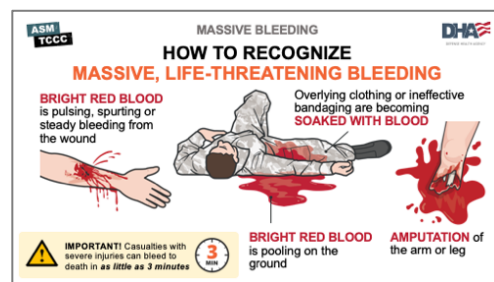 ASM
TCCC
MASSIVE BLEEDING
DHA
HOW TO RECOGNIZE
MASSIVE, LIFE-THREATENING BLEEDING
BRIGHT RED BLOOD
is pulsing, spurting or
steady bleeding from
the wound
Overlying clothing or ineffective
bandaging are becoming
SOAKED WITH BLOOD
BRIGHT RED BLOOD
is pooling on the
ground
AMPUTATION of
the arm or leg
IMPORTANT! Casualties with
severe injuries can bleed to
death in as little as 3 minutes
3
MIN